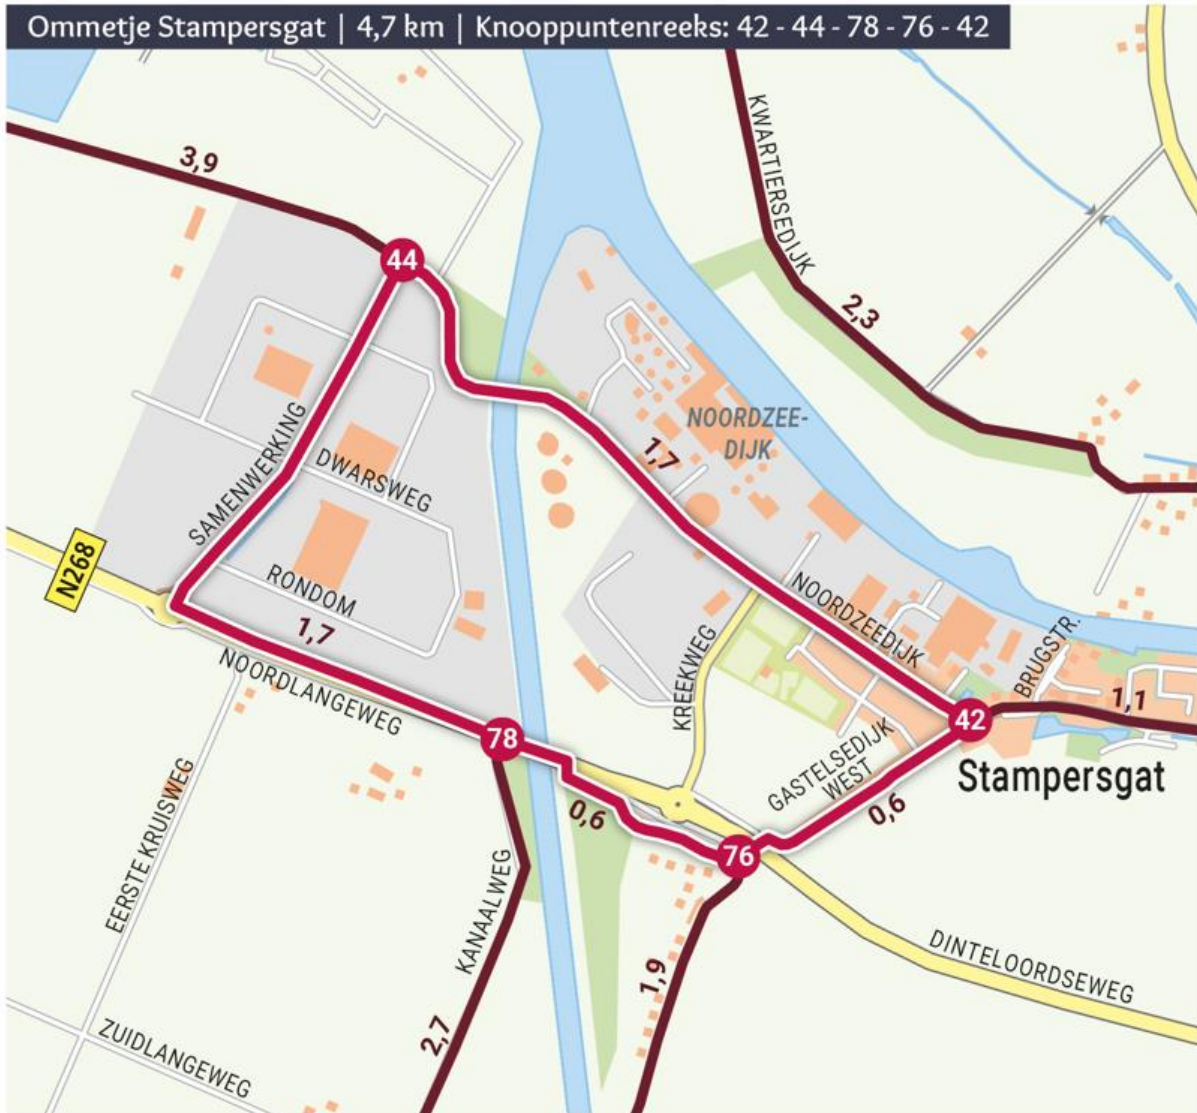 Ommetje Stampersgat | 4,7 km | Knooppuntenreeks: 42 - 44 - 78 - 76 - 42
KWARTIERSEDIJK
3,9
44
2,3
NOORDZEE-
DIJK
1,7
SAMENWERKING
DWARSWEG
N268
RONDOM
1,7
NOORDZEEDIJK
BRUGSTR.
KREEKWEG
NOORDLANGEWEG
1,1
42
78
GASTELSEDIJK
WEST
Stampersgat
0,6
0,6
76
EERSTE KRUISWEG
KANAALWEG
DINTELOORDSEWEG
1,9
2,7
ZUIDLANGEWEG